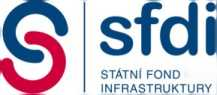 sfdi
STÁTNÍ FOND
INFRASTRUKTURY